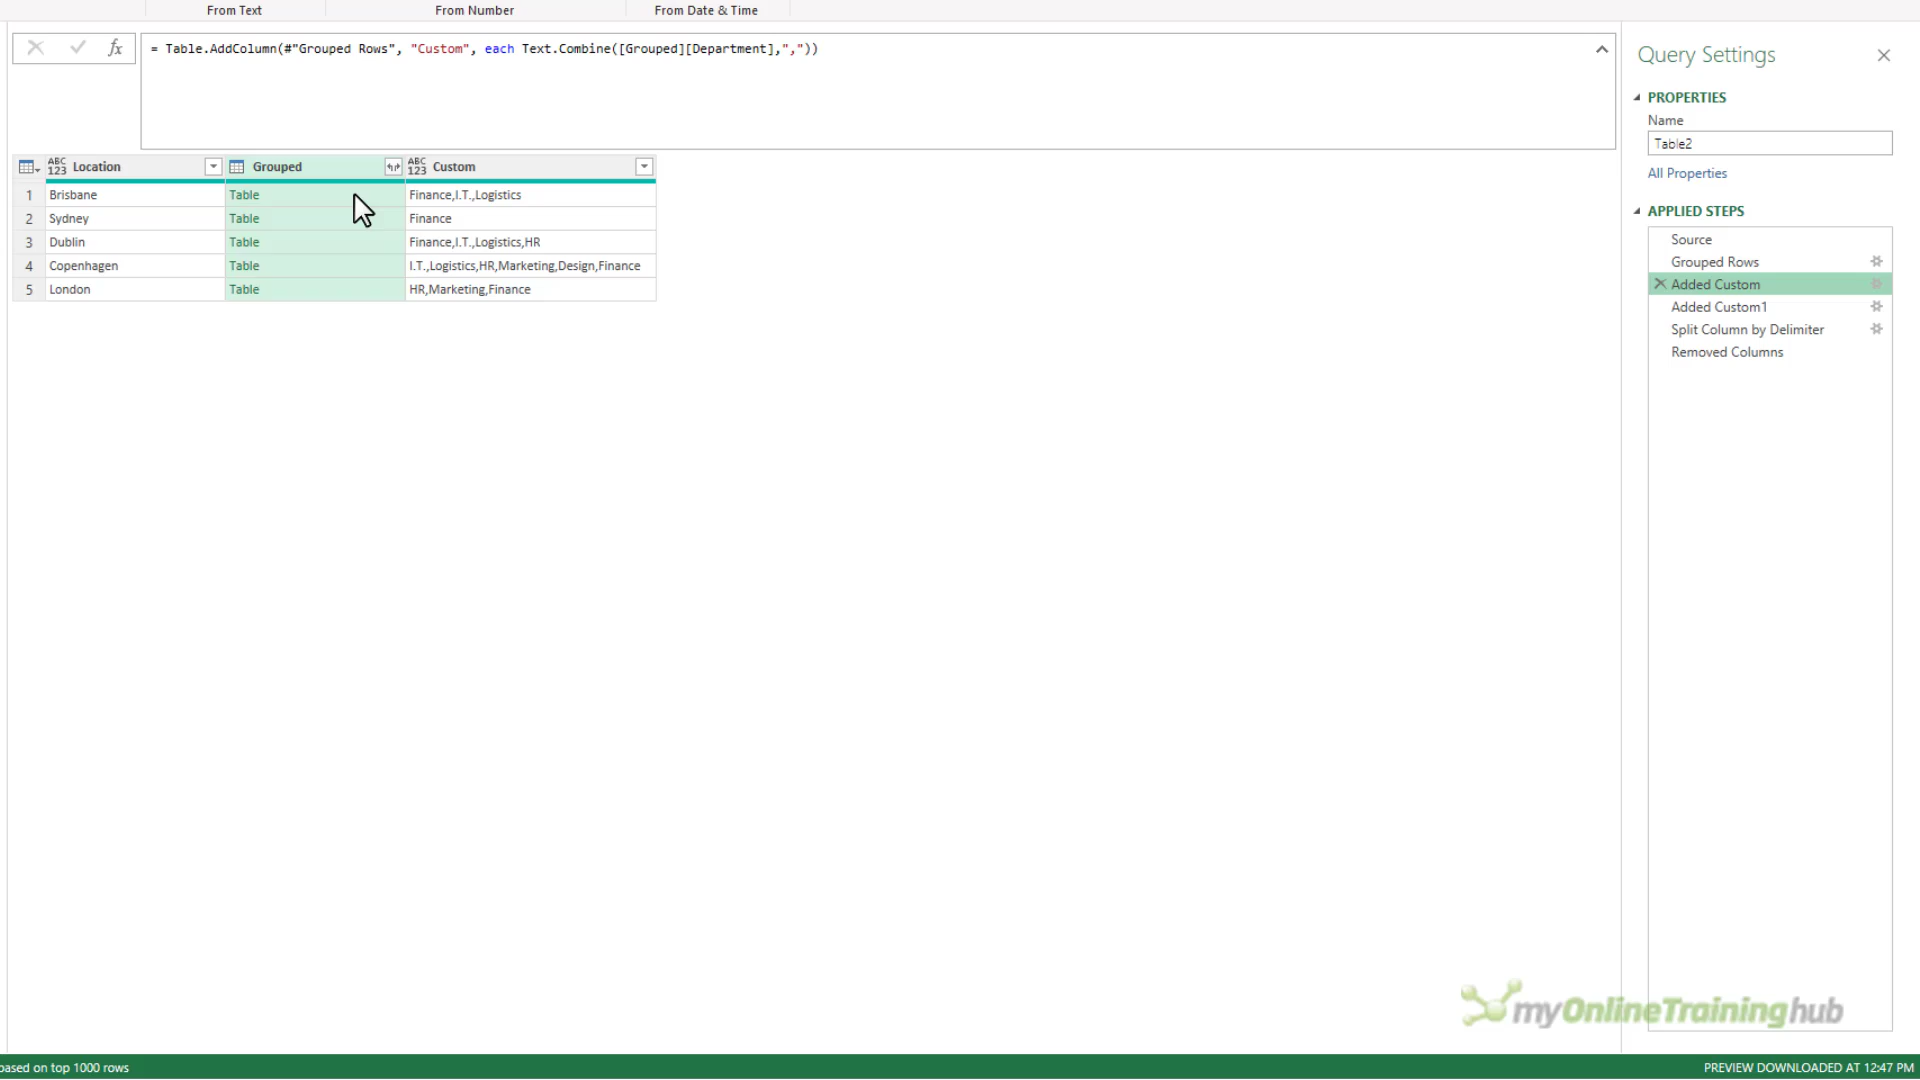 From Text
From Number
From Date & Time
fx
= Table.AddColumn(#"Grouped Rows", "Custom", each Text.Combine([Grouped][Department],","))
ABC 123 Location
Grouped
ABC 123 Custom
1 Brisbane Table Finance,I.T.,Logistics
2 Sydney Table Finance
3 Dublin Table Finance,I.T.,Logistics,HR
4 Copenhagen Table I.T.,Logistics,HR,Marketing,Design,Finance
5 London Table HR,Marketing,Finance
Query Settings
PROPERTIES
Name
Table2
All Properties
APPLIED STEPS
Source
Grouped Rows
Added Custom
Added Custom1
Split Column by Delimiter
Removed Columns
myOnlineTraininghub
based on top 1000 rows
PREVIEW DOWNLOADED AT 12:47 PM